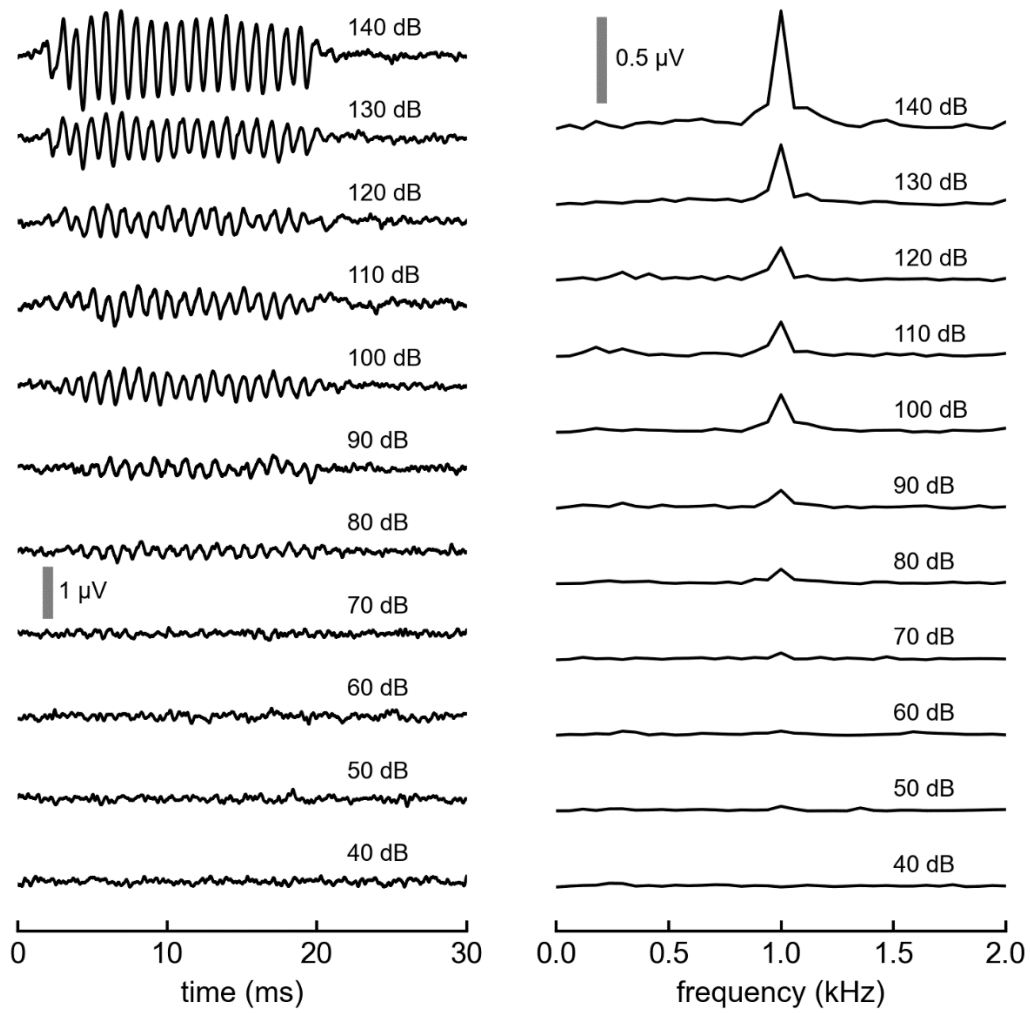 140 dB
130 dB
120 dB
110 dB
100 dB
90 dB
80 dB
1 µV
70 dB
60 dB
50 dB
40 dB
0 10 20 30
time (ms)
0.5 µV
140 dB
130 dB
120 dB
110 dB
100 dB
90 dB
80 dB
70 dB
60 dB
50 dB
40 dB
0.0 0.5 1.0 1.5 2.0
frequency (kHz)